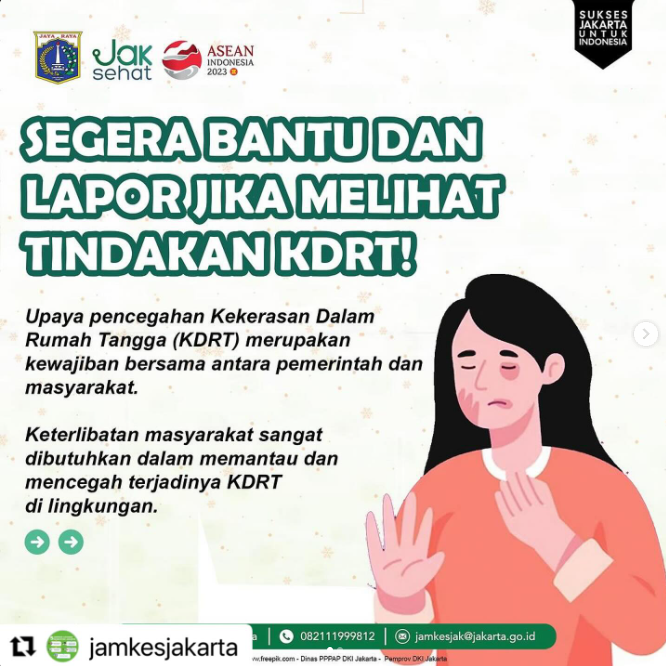 JAYA RAYA
Jak
sehat
ASEAN
INDONESIA
2023
SUKSES
JAKARTA
UNTUK
INDONESIA
SEGERA BANTU DAN
LAPOR JIKA MELIHAT
TINDAKAN KDRT!
Upaya pencegahan Kekerasan Dalam
Rumah Tangga (KDRT) merupakan
kewajiban bersama antara pemerintah dan
masyarakat.
Keterlibatan masyarakat sangat
dibutuhkan dalam memantau dan
mencegah terjadinya KDRT
di lingkungan.
082111999812
jamkesjak@jakarta.go.id
jamkesjakarta
www.freepik.com - Dinas PPPAP DKI Jakarta - Pemprov DKI Jakarta